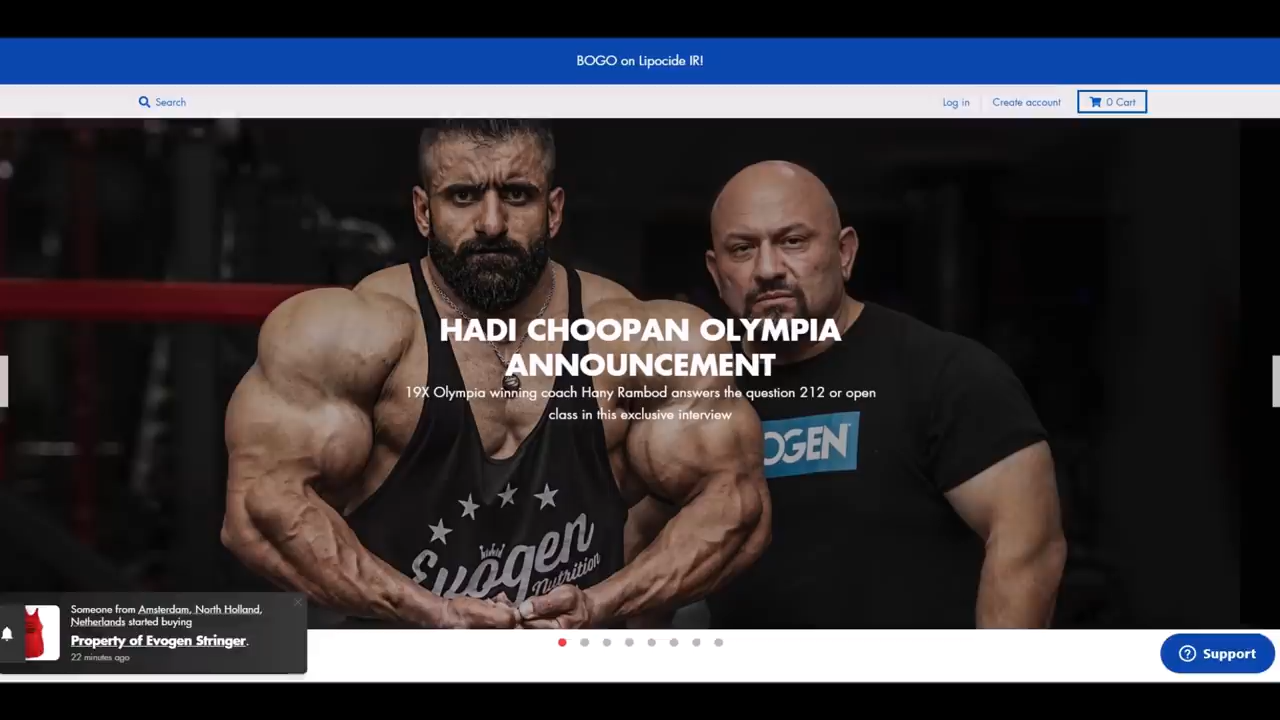 BOGO on Lipocide IR!
Search
Log in
Create account
0 Cart
HADI CHOOPAN OLYMPIA
ANNOUNCEMENT
19X Olympia winning coach Hany Rambod answers the question 212 or open
class in this exclusive interview
OGEN
Evogen
Nutrition
Someone from Amsterdam, North Holland,
Netherlands started buying
Property of Evogen Stringer.
22 minutes ago
Support